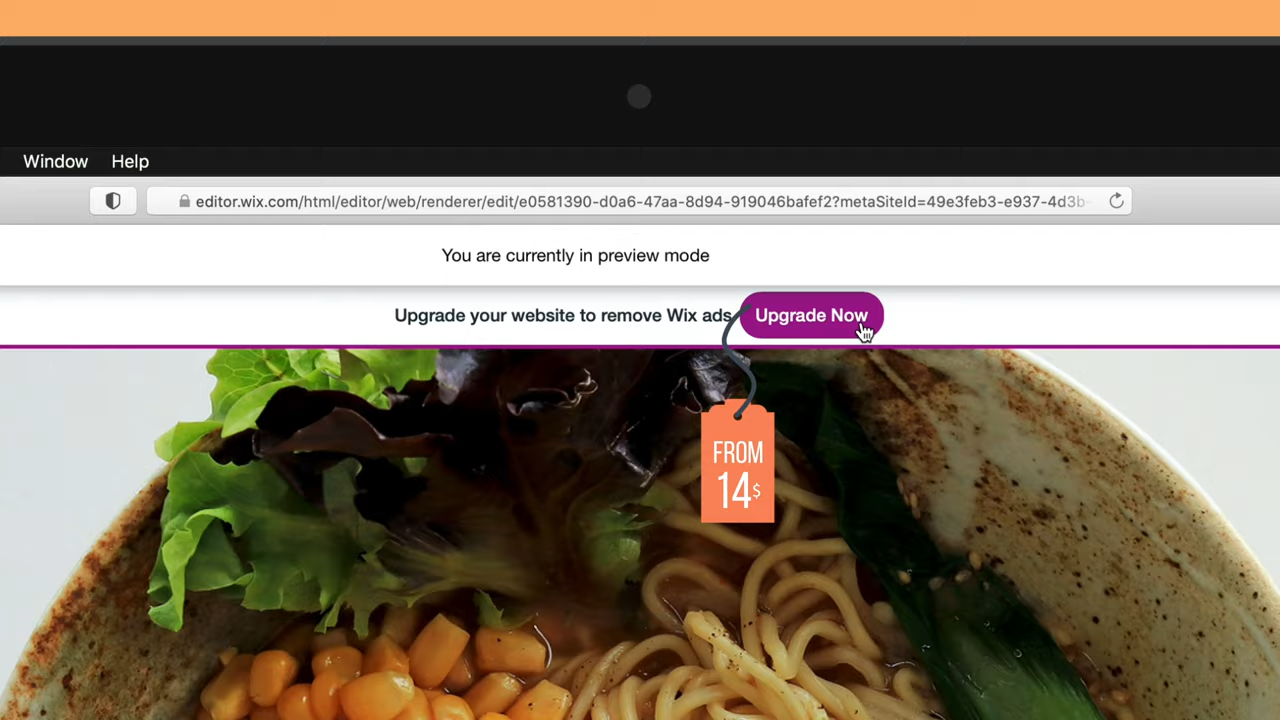 Window Help
editor.wix.com/html/editor/web/renderer/edit/e0581390-d0a6-47aa-8d94-919046bafef2?metaSiteId=49e3feb3-e937-4d3b-
You are currently in preview mode
Upgrade your website to remove Wix ads
Upgrade Now
FROM
14$